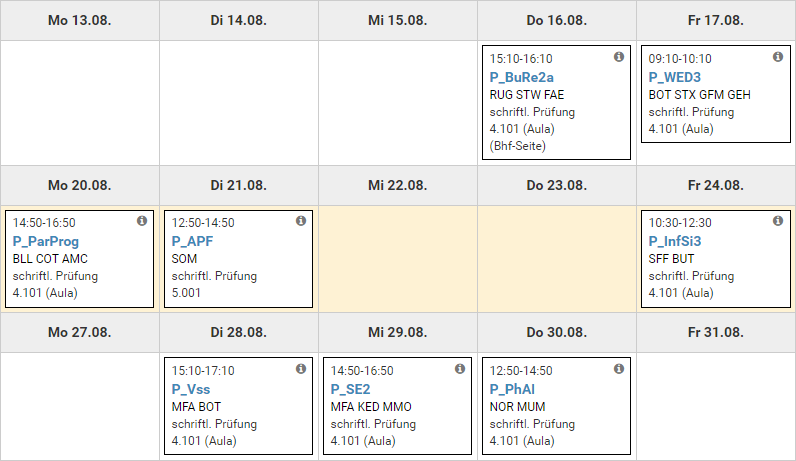 Mo 13.08.
Di 14.08.
Mi 15.08.
Do 16.08.
Fr 17.08.
15:10-16:10
P_BuRe2a
RUG STW FAE
schriftl. Prüfung
4.101 (Aula)
(Bhf-Seite)
09:10-10:10
P_WED3
BOT STX GFM GEH
schriftl. Prüfung
4.101 (Aula)
Mo 20.08.
Di 21.08.
Mi 22.08.
Do 23.08.
Fr 24.08.
14:50-16:50
P_ParProg
BLL COT AMC
schriftl. Prüfung
4.101 (Aula)
12:50-14:50
P_APF
SOM
schriftl. Prüfung
5.001
10:30-12:30
P_InfSi3
SFF BUT
schriftl. Prüfung
4.101 (Aula)
Mo 27.08.
Di 28.08.
Mi 29.08.
Do 30.08.
Fr 31.08.
15:10-17:10
P_Vss
MFA BOT
schriftl. Prüfung
4.101 (Aula)
14:50-16:50
P_SE2
MFA KED MMO
schriftl. Prüfung
4.101 (Aula)
12:50-14:50
P_PhAI
NOR MUM
schriftl. Prüfung
4.101 (Aula)